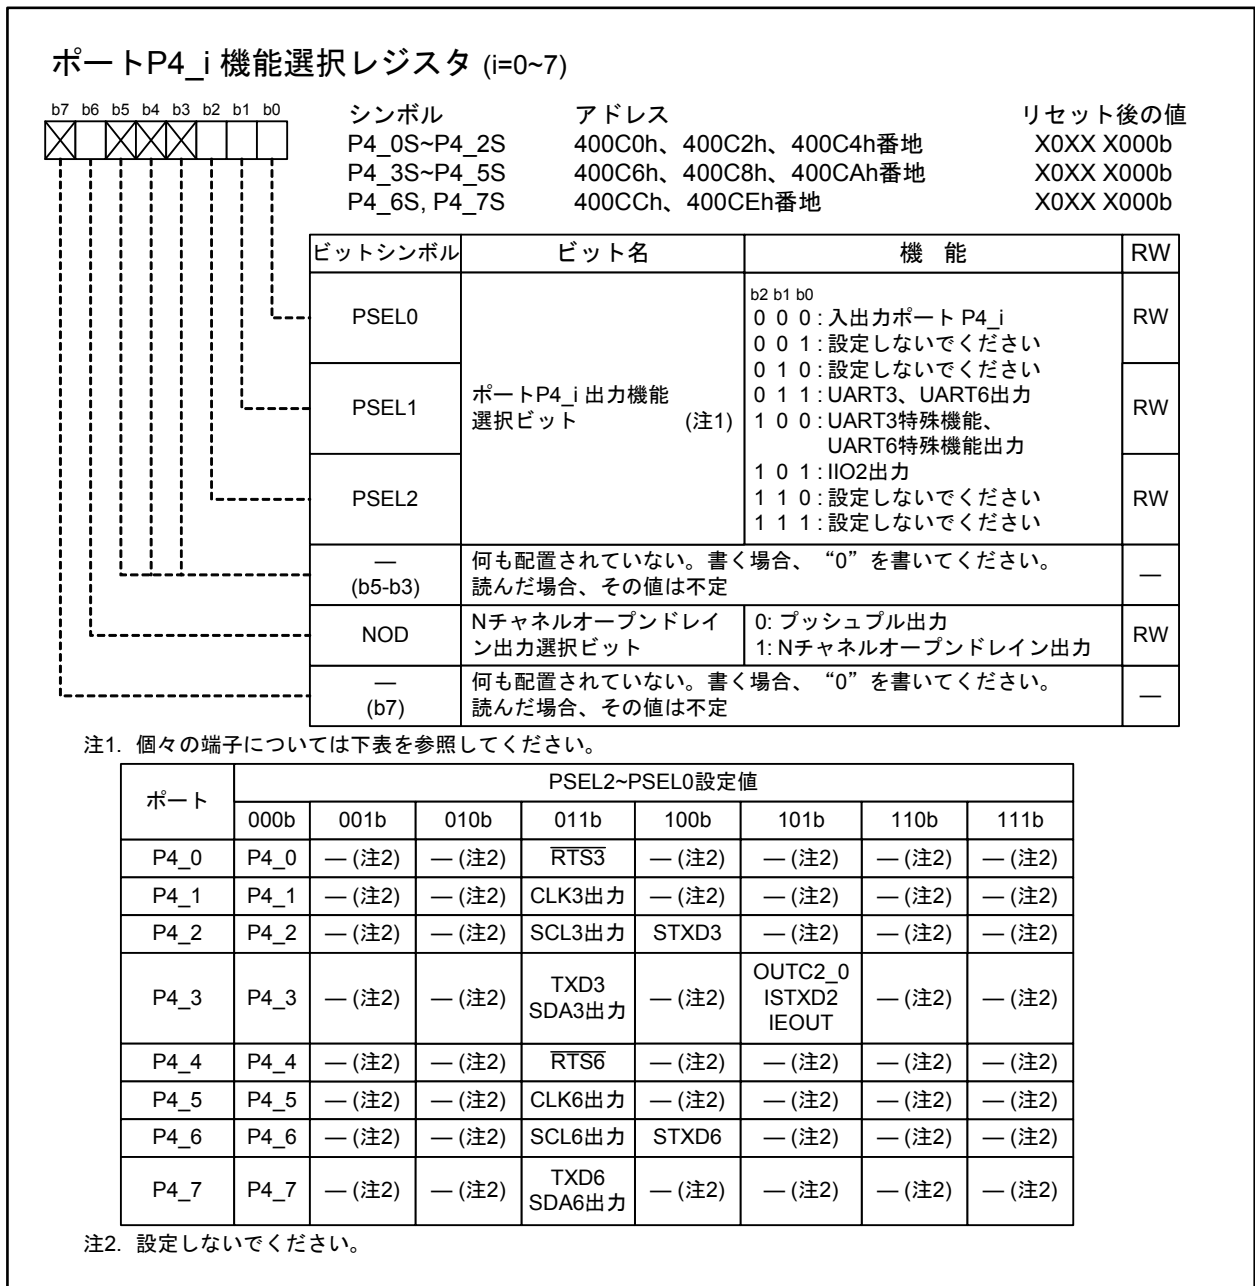 ポートP4_i 機能選択レジスタ (i=0~7)
b7 b6 b5 b4 b3 b2 b1 b0
シンボル アドレス リセット後の値
P4_0S~P4_2S 400C0h、400C2h、400C4h番地 X0XX X000b
P4_3S~P4_5S 400C6h、400C8h、400CAh番地 X0XX X000b
P4_6S, P4_7S 400CCh、400CEh番地 X0XX X000b
ビットシンボル ビット名 機 能 RW
PSEL0 RW
PSEL1 RW
PSEL2 RW
ポートP4_i 出力機能
選択ビット (注1)
b2 b1 b0
0 0 0 : 入出力ポート P4_i
0 0 1 : 設定しないでください
0 1 0 : 設定しないでください
0 1 1 : UART3、UART6出力
1 0 0 : UART3特殊機能、
UART6特殊機能出力
1 0 1 : IIO2出力
1 1 0 : 設定しないでください
1 1 1 : 設定しないでください
—
(b5-b3)
何も配置されていない。書く場合、“0”を書いてください。
読んだ場合、その値は不定
—
NOD
Nチャネルオープンドレイ
ン出力選択ビット
0: プッシュプル出力
1: Nチャネルオープンドレイン出力
RW
—
(b7)
何も配置されていない。書く場合、“0”を書いてください。
読んだ場合、その値は不定
—
注1. 個々の端子については下表を参照してください。
ポート PSEL2~PSEL0設定値
000b 001b 010b 011b 100b 101b 110b 111b
P4_0 P4_0 — (注2) — (注2) RTS3 — (注2) — (注2) — (注2) — (注2)
P4_1 P4_1 — (注2) — (注2) CLK3出力 — (注2) — (注2) — (注2) — (注2)
P4_2 P4_2 — (注2) — (注2) SCL3出力 STXD3 — (注2) — (注2) — (注2)
P4_3 P4_3 — (注2) — (注2) TXD3 SDA3出力 — (注2) OUTC2_0 ISTXD2 IEOUT — (注2) — (注2)
P4_4 P4_4 — (注2) — (注2) RTS6 — (注2) — (注2) — (注2) — (注2)
P4_5 P4_5 — (注2) — (注2) CLK6出力 — (注2) — (注2) — (注2) — (注2)
P4_6 P4_6 — (注2) — (注2) SCL6出力 STXD6 — (注2) — (注2) — (注2)
P4_7 P4_7 — (注2) — (注2) TXD6 SDA6出力 — (注2) — (注2) — (注2) — (注2)
注2. 設定しないでください。